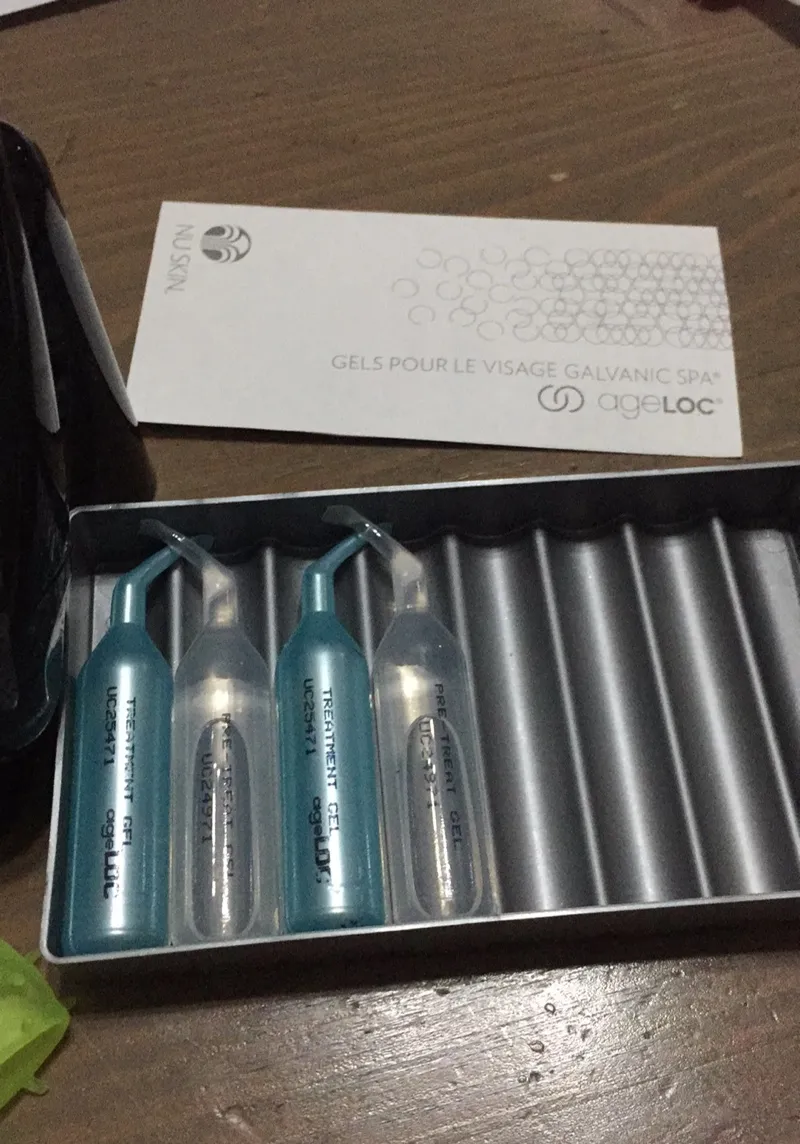 NU SKIN
GELS POUR LE VISAGE GALVANIC SPA®
ageLOC®
TREATMENT GEL ageLOC
UC25471
PRE-TREAT GEL
UC24971
TREATMENT GEL ageLOC
UC25471
PRE-TREAT GEL
UC24971